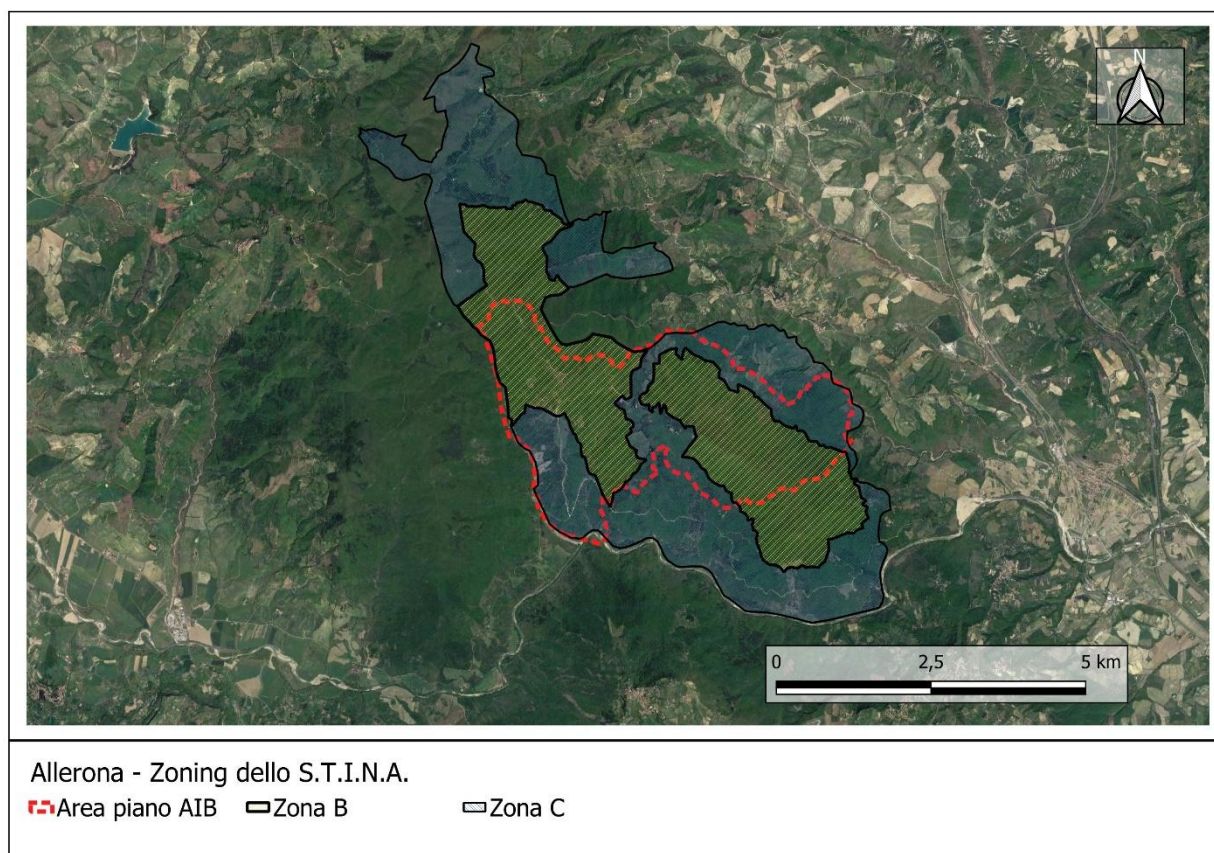 N
0 2,5 5 km
Allerona - Zoning dello S.T.I.N.A.
Area piano AIB Zona B Zona C